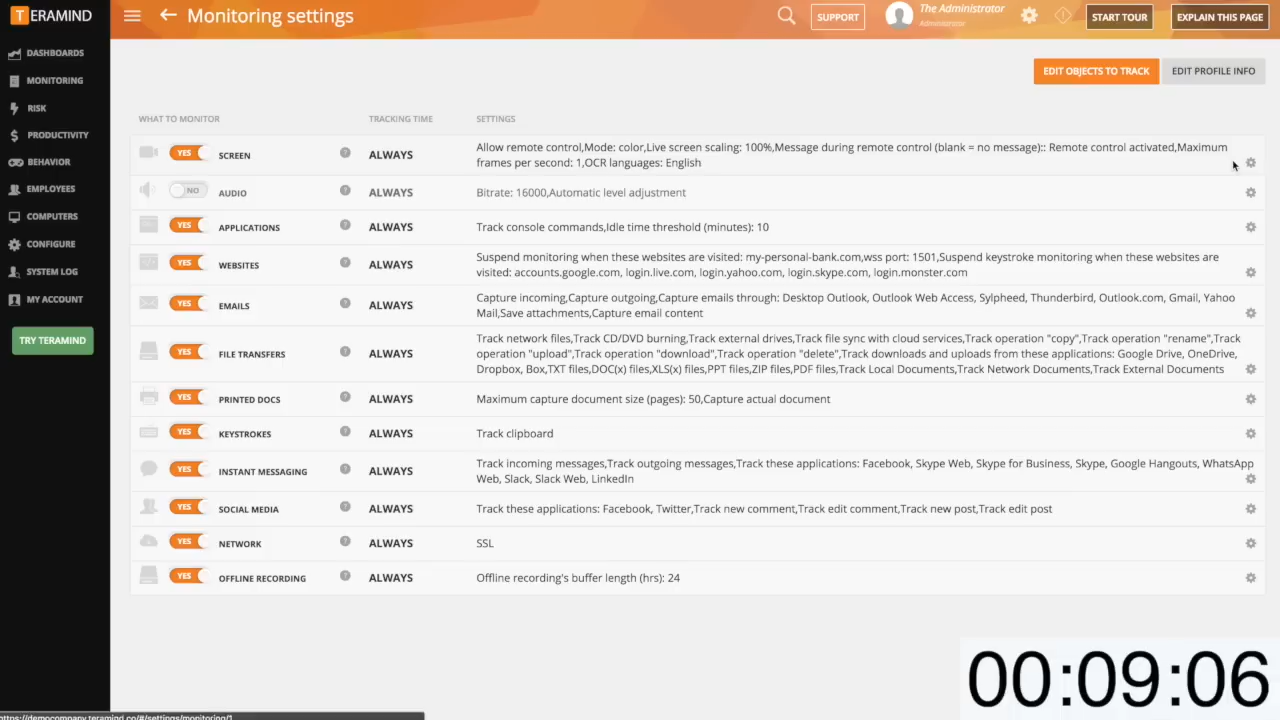 TERAMIND
Monitoring settings
SUPPORT
The Administrator
Administrator
START TOUR
EXPLAIN THIS PAGE
DASHBOARDS
MONITORING
RISK
PRODUCTIVITY
BEHAVIOR
EMPLOYEES
COMPUTERS
CONFIGURE
SYSTEM LOG
MY ACCOUNT
TRY TERAMIND
EDIT OBJECTS TO TRACK
EDIT PROFILE INFO
WHAT TO MONITOR TRACKING TIME SETTINGS
YES SCREEN ? ALWAYS Allow remote control,Mode: color,Live screen scaling: 100%,Message during remote control (blank = no message):: Remote control activated,Maximum
frames per second: 1,OCR languages: English
NO AUDIO ? ALWAYS Bitrate: 16000,Automatic level adjustment
YES APPLICATIONS ? ALWAYS Track console commands,Idle time threshold (minutes): 10
YES WEBSITES ? ALWAYS Suspend monitoring when these websites are visited: my-personal-bank.com,wss port: 1501,Suspend keystroke monitoring when these websites are
visited: accounts.google.com, login.live.com, login.yahoo.com, login.skype.com, login.monster.com
YES EMAILS ? ALWAYS Capture incoming,Capture outgoing,Capture emails through: Desktop Outlook, Outlook Web Access, Sylpheed, Thunderbird, Outlook.com, Gmail, Yahoo
Mail,Save attachments,Capture email content
YES FILE TRANSFERS ? ALWAYS Track network files,Track CD/DVD burning,Track external drives,Track file sync with cloud services,Track operation "copy",Track operation "rename",Track
operation "upload",Track operation "download",Track operation "delete",Track downloads and uploads from these applications: Google Drive, OneDrive,
Dropbox, Box,TXT files,DOC(x) files,XLS(x) files,PPT files,ZIP files,PDF files,Track Local Documents,Track Network Documents,Track External Documents
YES PRINTED DOCS ? ALWAYS Maximum capture document size (pages): 50,Capture actual document
YES KEYSTROKES ? ALWAYS Track clipboard
YES INSTANT MESSAGING ? ALWAYS Track incoming messages,Track outgoing messages,Track these applications: Facebook, Skype Web, Skype for Business, Skype, Google Hangouts, WhatsApp
Web, Slack, Slack Web, LinkedIn
YES SOCIAL MEDIA ? ALWAYS Track these applications: Facebook, Twitter,Track new comment,Track edit comment,Track new post,Track edit post
YES NETWORK ? ALWAYS SSL
YES OFFLINE RECORDING ? ALWAYS Offline recording's buffer length (hrs): 24
00:09:06
https://democompany.teramind.co/#/settings/monitoring/1